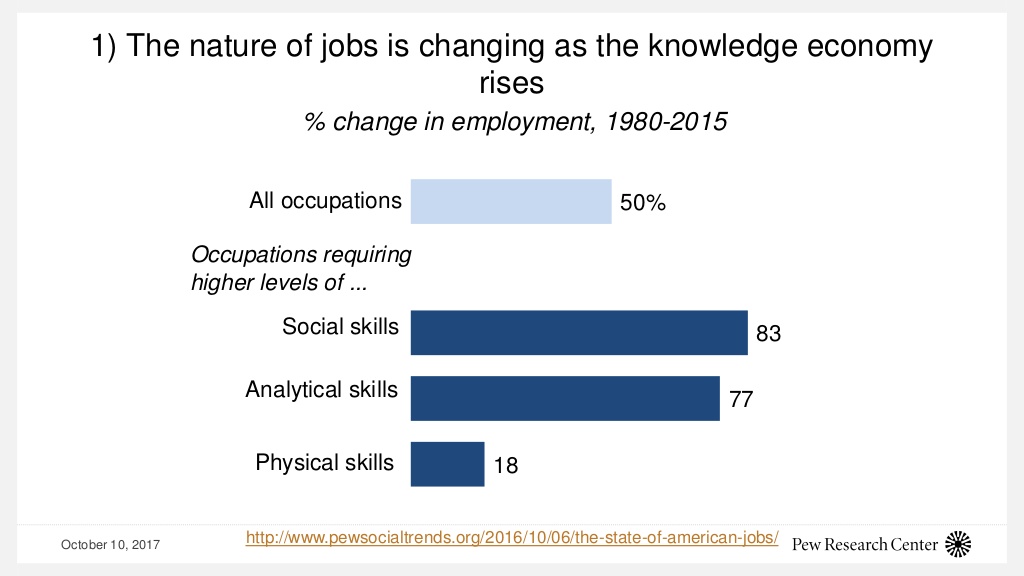 1) The nature of jobs is changing as the knowledge economy
rises
% change in employment, 1980-2015
All occupations 50%
Occupations requiring
higher levels of ...
Social skills 83
Analytical skills 77
Physical skills 18
October 10, 2017 http://www.pewsocialtrends.org/2016/10/06/the-state-of-american-jobs/ Pew Research Center